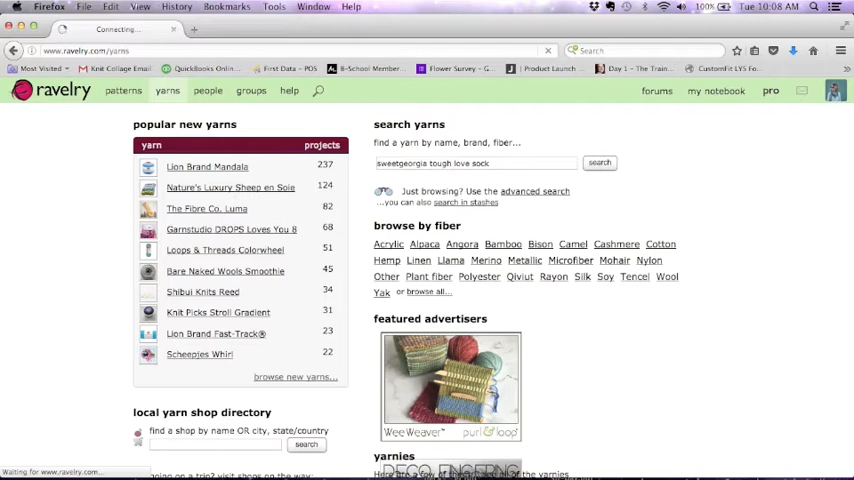 Firefox File Edit View History Bookmarks Tools Window Help 100% Tue 10:08 AM
Connecting...
www.ravelry.com/yarns Search
Most Visited Knit Collage Email QuickBooks Onlin... First Data – POS B-School Member... Flower Survey – G... Product Launch ... Day 1 – The Train... CustomFit LYS Fo...
ravelry patterns yarns people groups help forums my notebook pro
popular new yarns
yarn projects
Lion Brand Mandala 237
Nature's Luxury Sheep en Soie 124
The Fibre Co. Luma 82
Garnstudio DROPS Loves You 8 68
Loops & Threads Colorwheel 51
Bare Naked Wools Smoothie 45
Shibui Knits Reed 34
Knit Picks Stroll Gradient 31
Lion Brand Fast-Track® 23
Scheepjes Whirl 22
browse new yarns...
local yarn shop directory
find a shop by name OR city, state/country
search
search yarns
find a yarn by name, brand, fiber...
sweetgeorgia tough love sock search
Just browsing? Use the advanced search
...you can also search in stashes
browse by fiber
Acrylic Alpaca Angora Bamboo Bison Camel Cashmere Cotton
Hemp Linen Llama Merino Metallic Microfiber Mohair Nylon
Other Plant fiber Polyester Qiviut Rayon Silk Soy Tencel Wool
Yak or browse all...
featured advertisers
WeeWeaver™ purl & loop
yarnies
Waiting for www.ravelry.com...